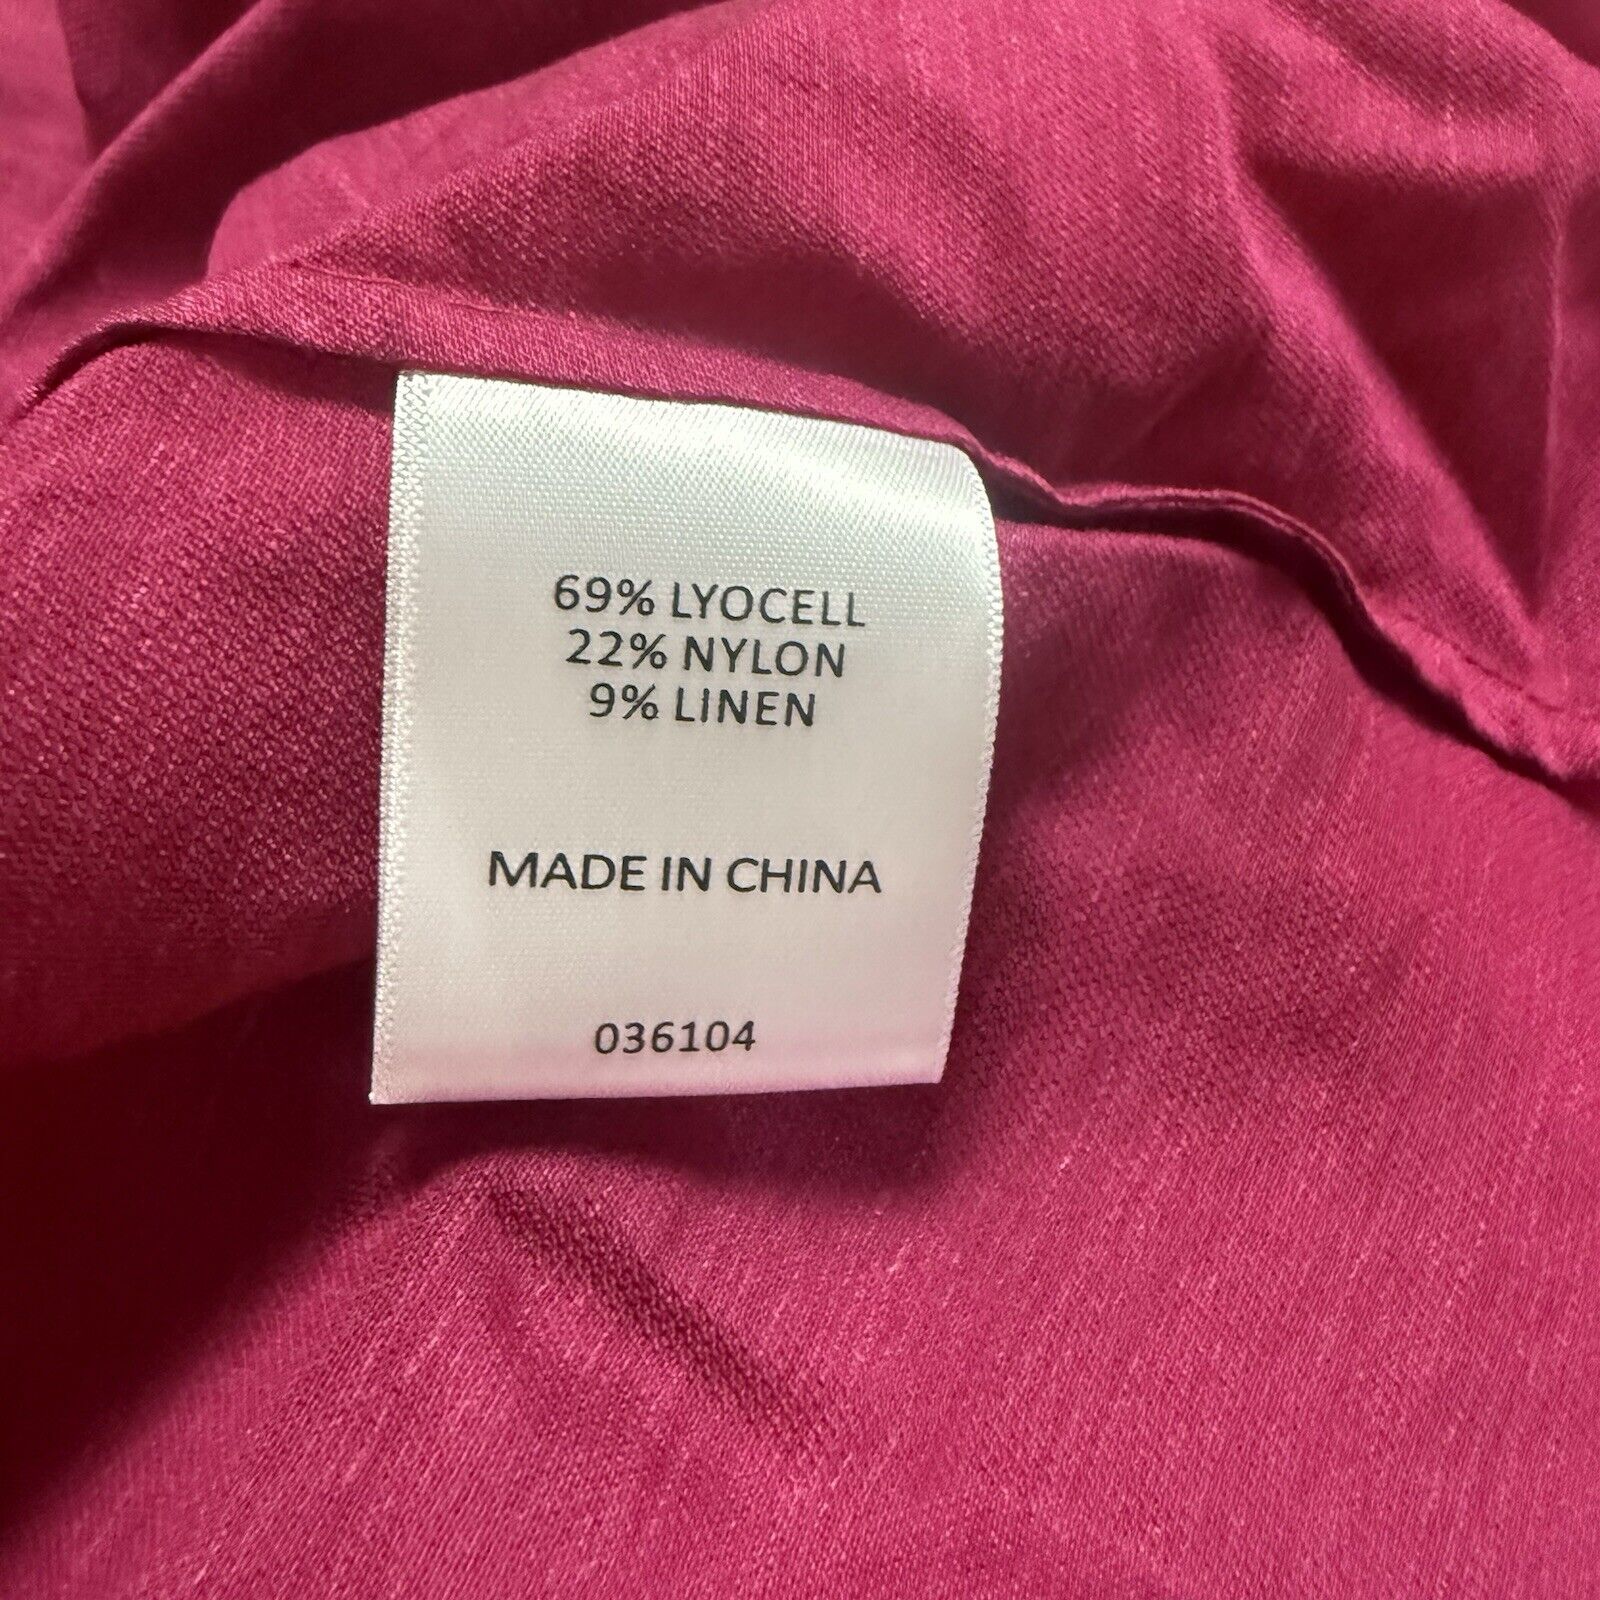 69% LYOCELL
22% NYLON
9% LINEN
MADE IN CHINA
036104